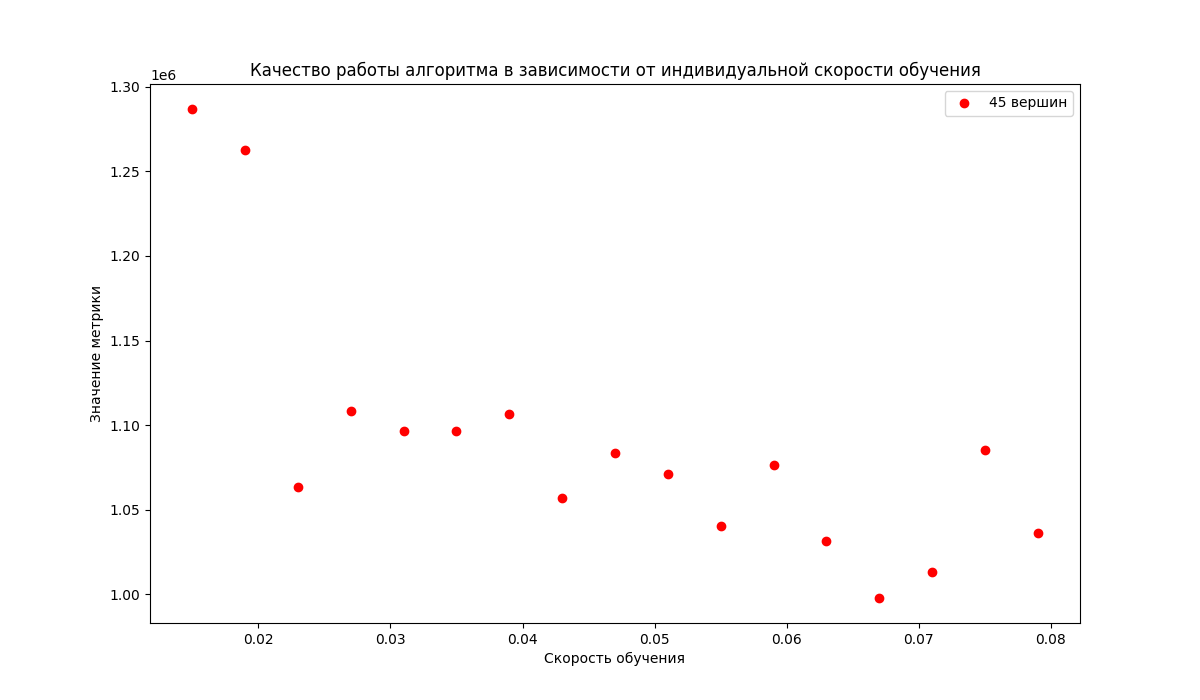 Качество работы алгоритма в зависимости от индивидуальной скорости обучения
1e6
45 вершин
1.30
1.25
1.20
1.15
1.10
1.05
1.00
Значение метрики
0.02 0.03 0.04 0.05 0.06 0.07 0.08
Скорость обучения